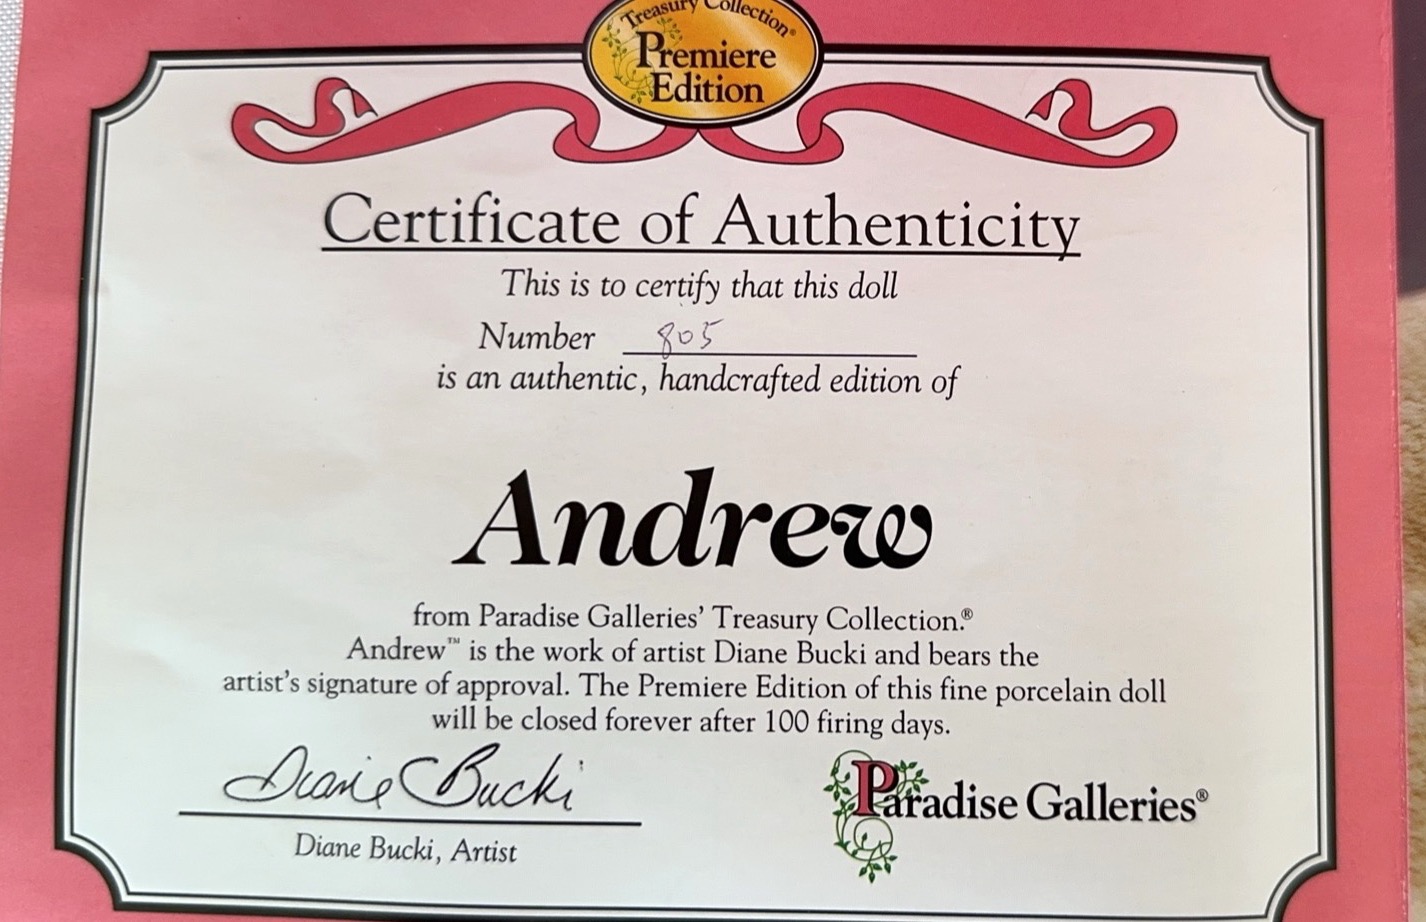 Treasury Collection®
Premiere
Edition
Certificate of Authenticity
This is to certify that this doll
Number 805
is an authentic, handcrafted edition of
Andrew
from Paradise Galleries' Treasury Collection.®
Andrew™ is the work of artist Diane Bucki and bears the
artist's signature of approval. The Premiere Edition of this fine porcelain doll
will be closed forever after 100 firing days.
Diane Bucki
Diane Bucki, Artist
Paradise Galleries®